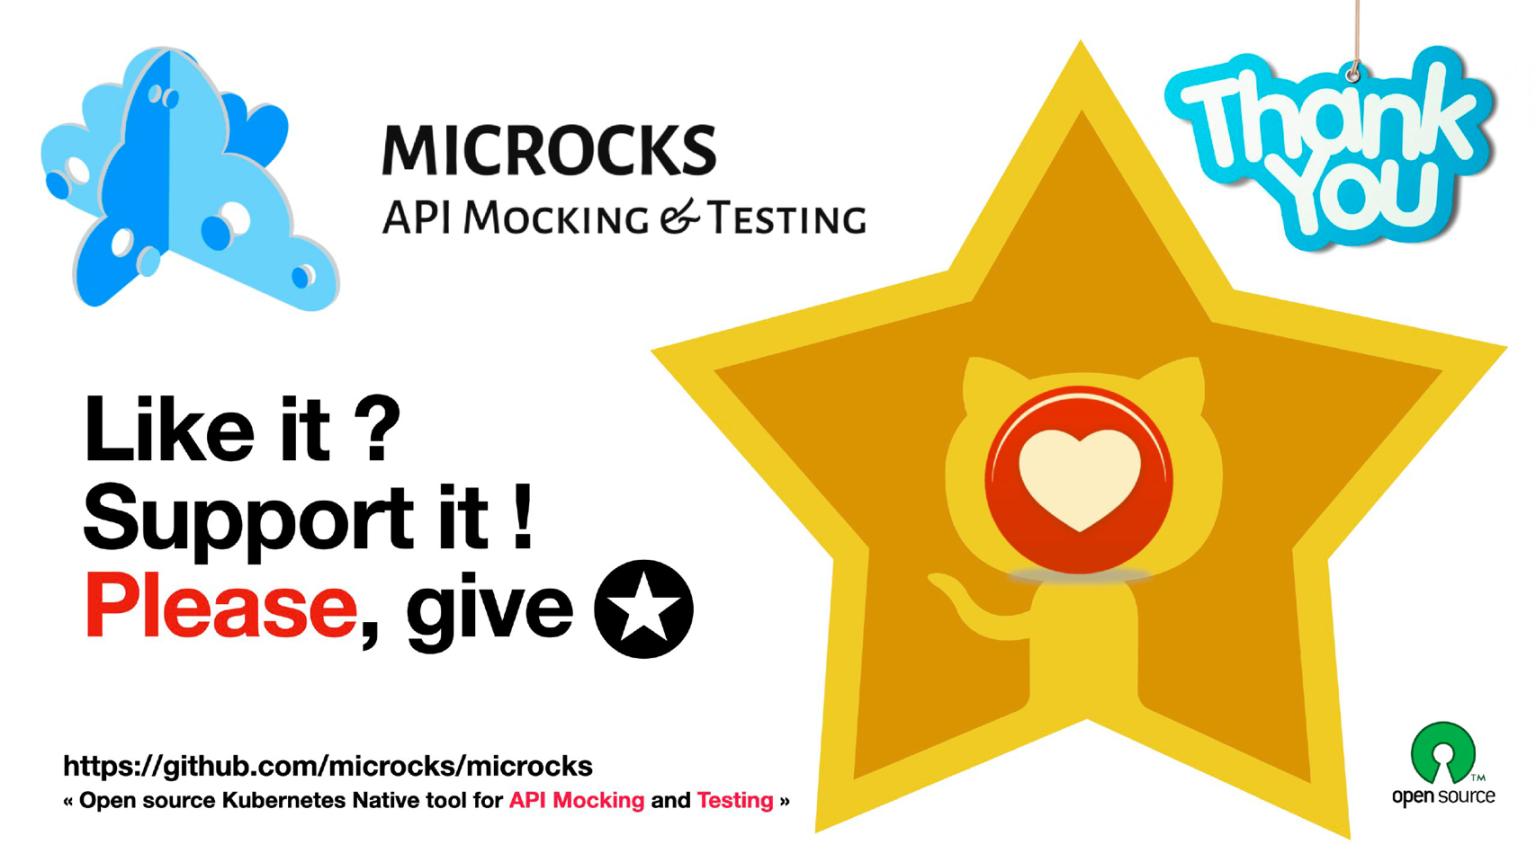 MICROCKS
API Mocking & Testing
Thank
You
Like it ?
Support it !
Please, give
https://github.com/microcks/microcks
« Open source Kubernetes Native tool for API Mocking and Testing »
TM
open source